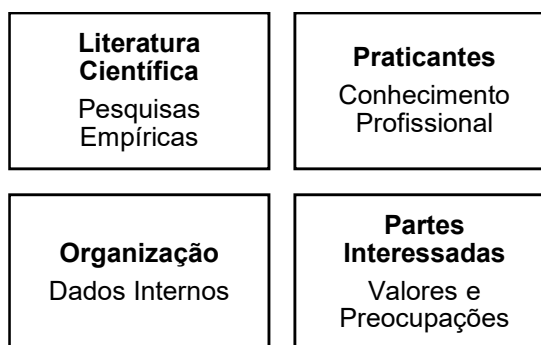 Literatura
Científica
Pesquisas
Empíricas
Praticantes
Conhecimento
Profissional
Organização
Dados Internos
Partes
Interessadas
Valores e
Preocupações